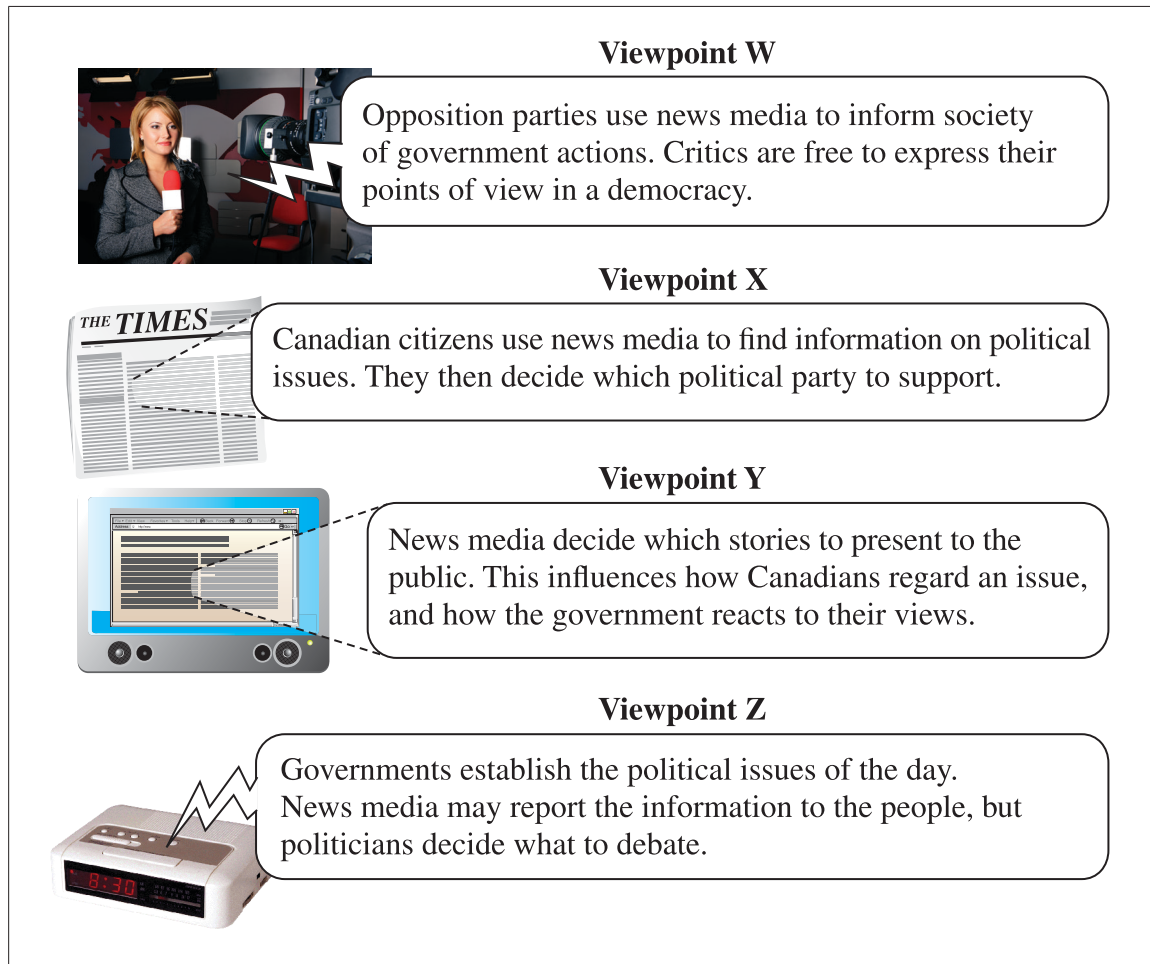 Viewpoint W
Opposition parties use news media to inform society
of government actions. Critics are free to express their
points of view in a democracy.
Viewpoint X
THE TIMES
Canadian citizens use news media to find information on political
issues. They then decide which political party to support.
Viewpoint Y
News media decide which stories to present to the
public. This influences how Canadians regard an issue,
and how the government reacts to their views.
Viewpoint Z
Governments establish the political issues of the day.
News media may report the information to the people, but
politicians decide what to debate.
8:30